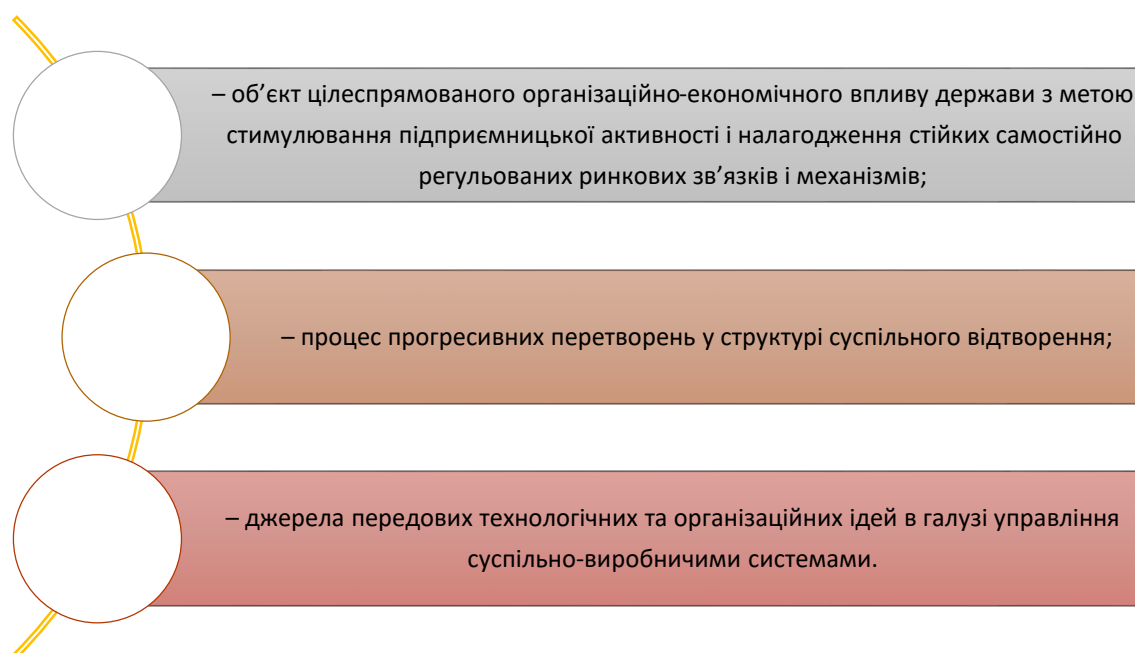 – об’єкт цілеспрямованого організаційно-економічного впливу держави з метою
стимулювання підприємницької активності і налагодження стійких самостійно
регульованих ринкових зв’язків і механізмів;
– процес прогресивних перетворень у структурі суспільного відтворення;
– джерела передових технологічних та організаційних ідей в галузі управління
суспільно-виробничими системами.